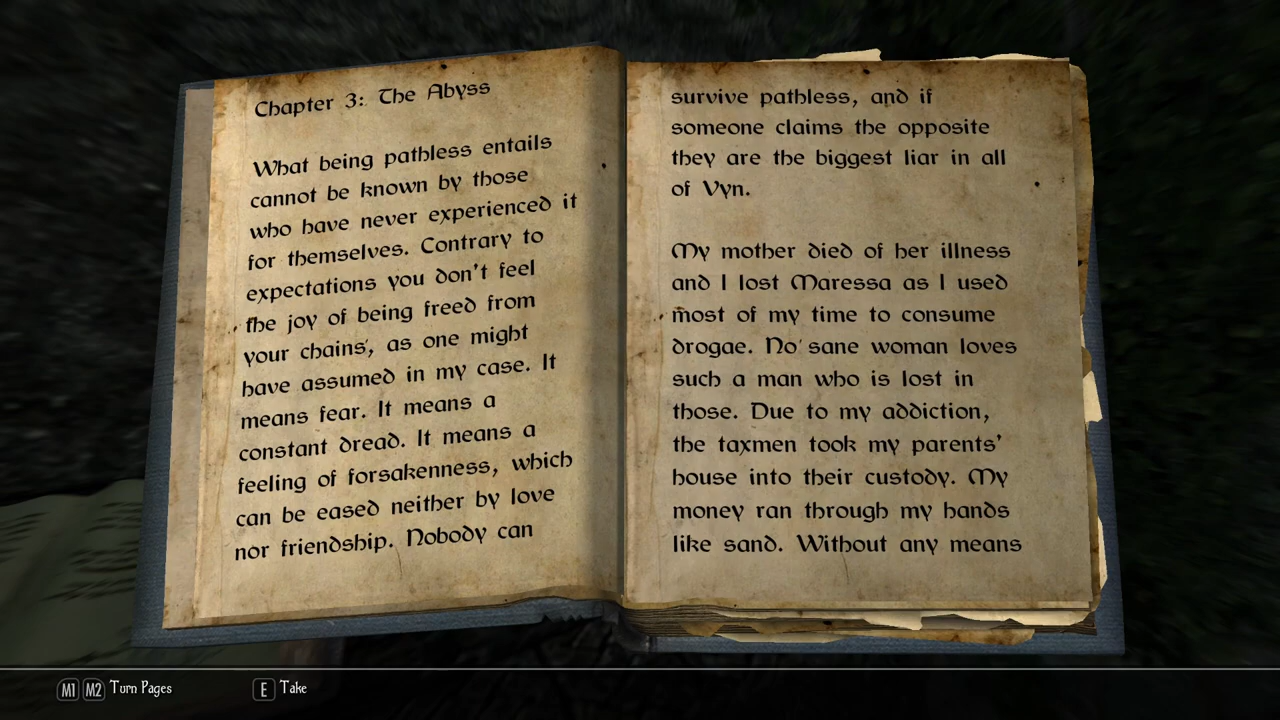 Chapter 3: The Abyss
What being pathless entails
cannot be known by those
who have never experienced it
for themselves. Contrary to
expectations you don't feel
the joy of being freed from
your chains, as one might
have assumed in my case. It
means fear. It means a
constant dread. It means a
feeling of forsakenness, which
can be eased neither by love
nor friendship. Nobody can
survive pathless, and if
someone claims the opposite
they are the biggest liar in all
of Vyn.
My mother died of her illness
and I lost Maressa as I used
most of my time to consume
drogae. No sane woman loves
such a man who is lost in
those. Due to my addiction,
the taxmen took my parents'
house into their custody. My
money ran through my hands
like sand. Without any means
M1 M2 Turn Pages
E Take